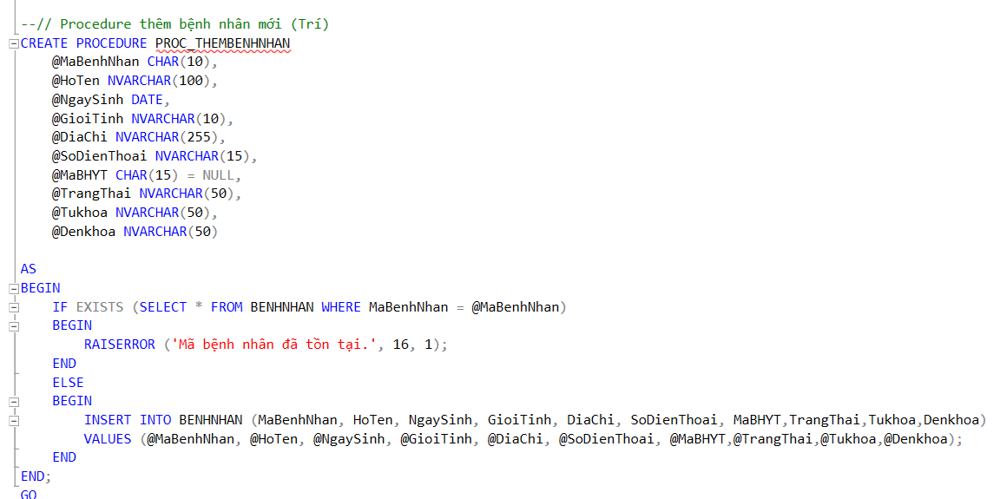 --// Procedure thêm bệnh nhân mới (Trí)
CREATE PROCEDURE PROC_THEMBENHNHAN
    @MaBenhNhan CHAR(10),
    @HoTen NVARCHAR(100),
    @NgaySinh DATE,
    @GioiTinh NVARCHAR(10),
    @DiaChi NVARCHAR(255),
    @SoDienThoai NVARCHAR(15),
    @MaBHYT CHAR(15) = NULL,
    @TrangThai NVARCHAR(50),
    @Tukhoa NVARCHAR(50),
    @Denkhoa NVARCHAR(50)
AS
BEGIN
    IF EXISTS (SELECT * FROM BENHNHAN WHERE MaBenhNhan = @MaBenhNhan)
    BEGIN
        RAISERROR ('Mã bệnh nhân đã tồn tại.', 16, 1);
    END
    ELSE
    BEGIN
        INSERT INTO BENHNHAN (MaBenhNhan, HoTen, NgaySinh, GioiTinh, DiaChi, SoDienThoai, MaBHYT,TrangThai,Tukhoa,Denkhoa)
        VALUES (@MaBenhNhan, @HoTen, @NgaySinh, @GioiTinh, @DiaChi, @SoDienThoai, @MaBHYT,@TrangThai,@Tukhoa,@Denkhoa);
    END
END;
GO